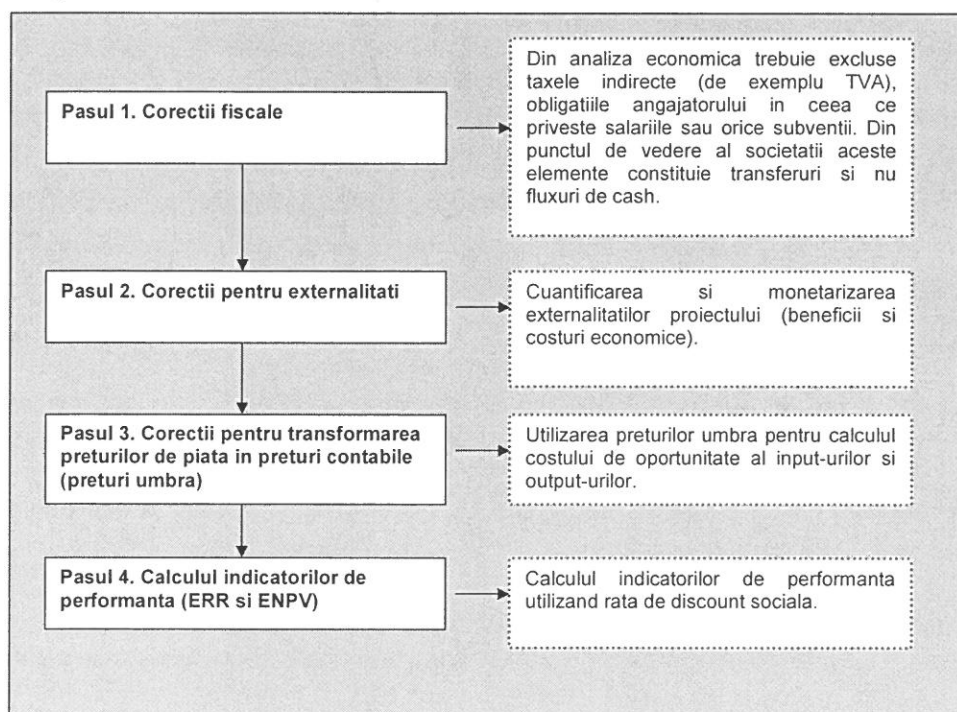 Pasul 1. Corectii fiscale
Din analiza economica trebuie excluse
taxele indirecte (de exemplu TVA),
obligatiile angajatorului in ceea ce
priveste salariile sau orice subventii. Din
punctul de vedere al societatii aceste
elemente constituie transferuri si nu
fluxuri de cash.
Pasul 2. Corectii pentru externalitati
Cuantificarea si monetarizarea
externalitatilor proiectului (beneficii si
costuri economice).
Pasul 3. Corectii pentru transformarea
preturilor de piata in preturi contabile
(preturi umbra)
Utilizarea preturilor umbra pentru calculul
costului de oportunitate al input-urilor si
output-urilor.
Pasul 4. Calculul indicatorilor de
performanta (ERR si ENPV)
Calculul indicatorilor de performanta
utilizand rata de discount sociala.